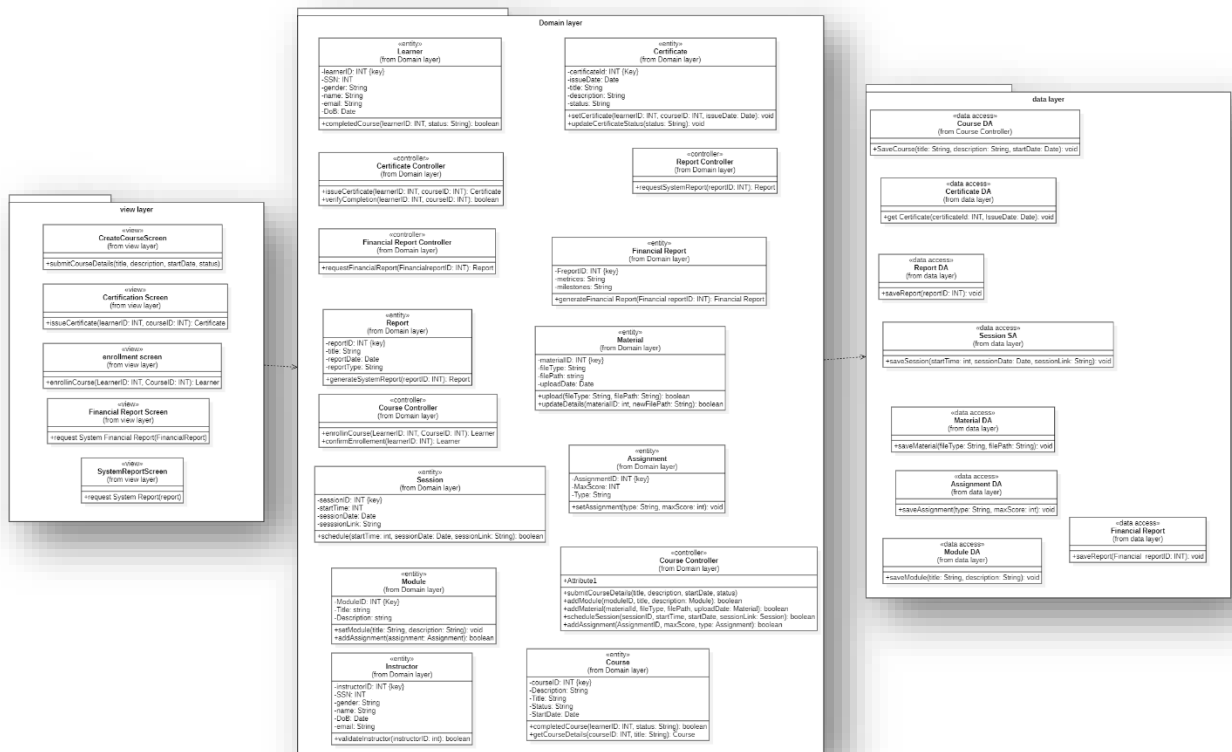 view layer
«view»
CreateCourseScreen
(from view layer)
+submitCourseDetails(title, description, startDate, status)
«view»
Certification Screen
(from view layer)
+issueCertificate(learnerID: INT, courseID: INT): Certificate
«view»
enrollment screen
(from view layer)
+enrollinCourse(LearnerID: INT, CourseID: INT): Learner
«view»
Financial Report Screen
(from view layer)
+request System Financial Report(FinancialReport)
«view»
SystemReportScreen
(from view layer)
+request System Report(report)
Domain layer
«entity»
Learner
(from Domain layer)
-learnerID: INT {key}
-SSN: INT
-gender: String
-name: String
-email: String
-DoB: Date
+completedCourse(learnerID: INT, status: String): boolean
«entity»
Certificate
(from Domain layer)
-certificateId: INT {Key}
-issueDate: Date
-title: String
-description: String
-status: String
+setCertificate(learnerID: INT, courseID: INT, issueDate: Date): void
+updateCertificateStatus(status: String): void
«controller»
Certificate Controller
(from Domain layer)
+issueCertificate(learnerID: INT, courseID: INT): Certificate
+verifyCompletion(learnerID: INT, courseID: INT): boolean
«controller»
Report Controller
(from Domain layer)
+requestSystemReport(reportID: INT): Report
«controller»
Financial Report Controller
(from Domain layer)
+requestFinancialReport(FinancialreportID: INT): Report
«entity»
Financial Report
(from Domain layer)
-FreportID: INT {key}
-metrices: String
-milestones: String
+generateFinancial Report(Financial reportID: INT): Financial Report
«entity»
Report
(from Domain layer)
-reportID: INT {key}
-title: String
-reportDate: Date
-reportType: String
+generateSystemReport(reportID: INT): Report
«entity»
Material
(from Domain layer)
-materialID: INT {key}
-fileType: String
-filePath: string
-uploadDate: Date
+upload(fileType: String, filePath: String): boolean
+updateDetails(materialID: int, newFilePath: String): boolean
«controller»
Course Controller
(from Domain layer)
+enrollinCourse(LearnerID: INT, CourseID: INT): Learner
+confirmEnrollement(learnerID: INT): Learner
«entity»
Assignment
(from Domain layer)
-AssignmentID: INT {key}
-MaxScore: INT
-Type: String
+setAssignment(type: String, maxScore: int): void
«entity»
Session
(from Domain layer)
-sessionID: INT {key}
-startTime: INT
-sessionDate: Date
-sesssionLink: String
+schedule(startTime: int, sessionDate: Date, sessionLink: String): boolean
«controller»
Course Controller
(from Domain layer)
+Attribute1
+submitCourseDetails(title, description, startDate, status)
+addModule(moduleID, title, description: Module): boolean
+addMaterial(materialId, fileType, filePath, uploadDate: Material): boolean
+scheduleSession(sessionID, startTime, startDate, sessionLink: Session): boolean
+addAssignment(AssignmentID, maxScore, type: Assignment): boolean
«entity»
Module
(from Domain layer)
-ModuleID: INT {Key}
-Title: string
-Description: string
+setModule(title: String, description: String): void
+addAssignment(assignment: Assignment): boolean
«entity»
Instructor
(from Domain layer)
-instructorID: INT {key}
-SSN: INT
-gender: String
-name: String
-DoB: Date
-email: String
+validateInstructor(instructorID: int): boolean
«entity»
Course
(from Domain layer)
-courseID: INT {key}
-Description: String
-Title: String
-Status: String
-StartDate: Date
+completedCourse(learnerID: INT, status: String): boolean
+getCourseDetails(courseID: INT, title: String): Course
data layer
«data access»
Course DA
(from Course Controller)
+SaveCourse(title: String, description: String, startDate: Date): void
«data access»
Certificate DA
(from data layer)
+get Certificate(certificateId: INT, IssueDate: Date): void
«data access»
Report DA
(from data layer)
+saveReport(reportID: INT): void
«data access»
Session SA
(from data layer)
+saveSession(startTime: int, sessionDate: Date, sessionLink: String): void
«data access»
Material DA
(from data layer)
+saveMaterial(fileType: String, filePath: String): void
«data access»
Assignment DA
(from data layer)
+saveAssignment(type: String, maxScore: int): void
«data access»
Financial Report
(from data layer)
+saveReport(Financial reportID: INT): void
«data access»
Module DA
(from data layer)
+saveModule(title: String, description: String): void